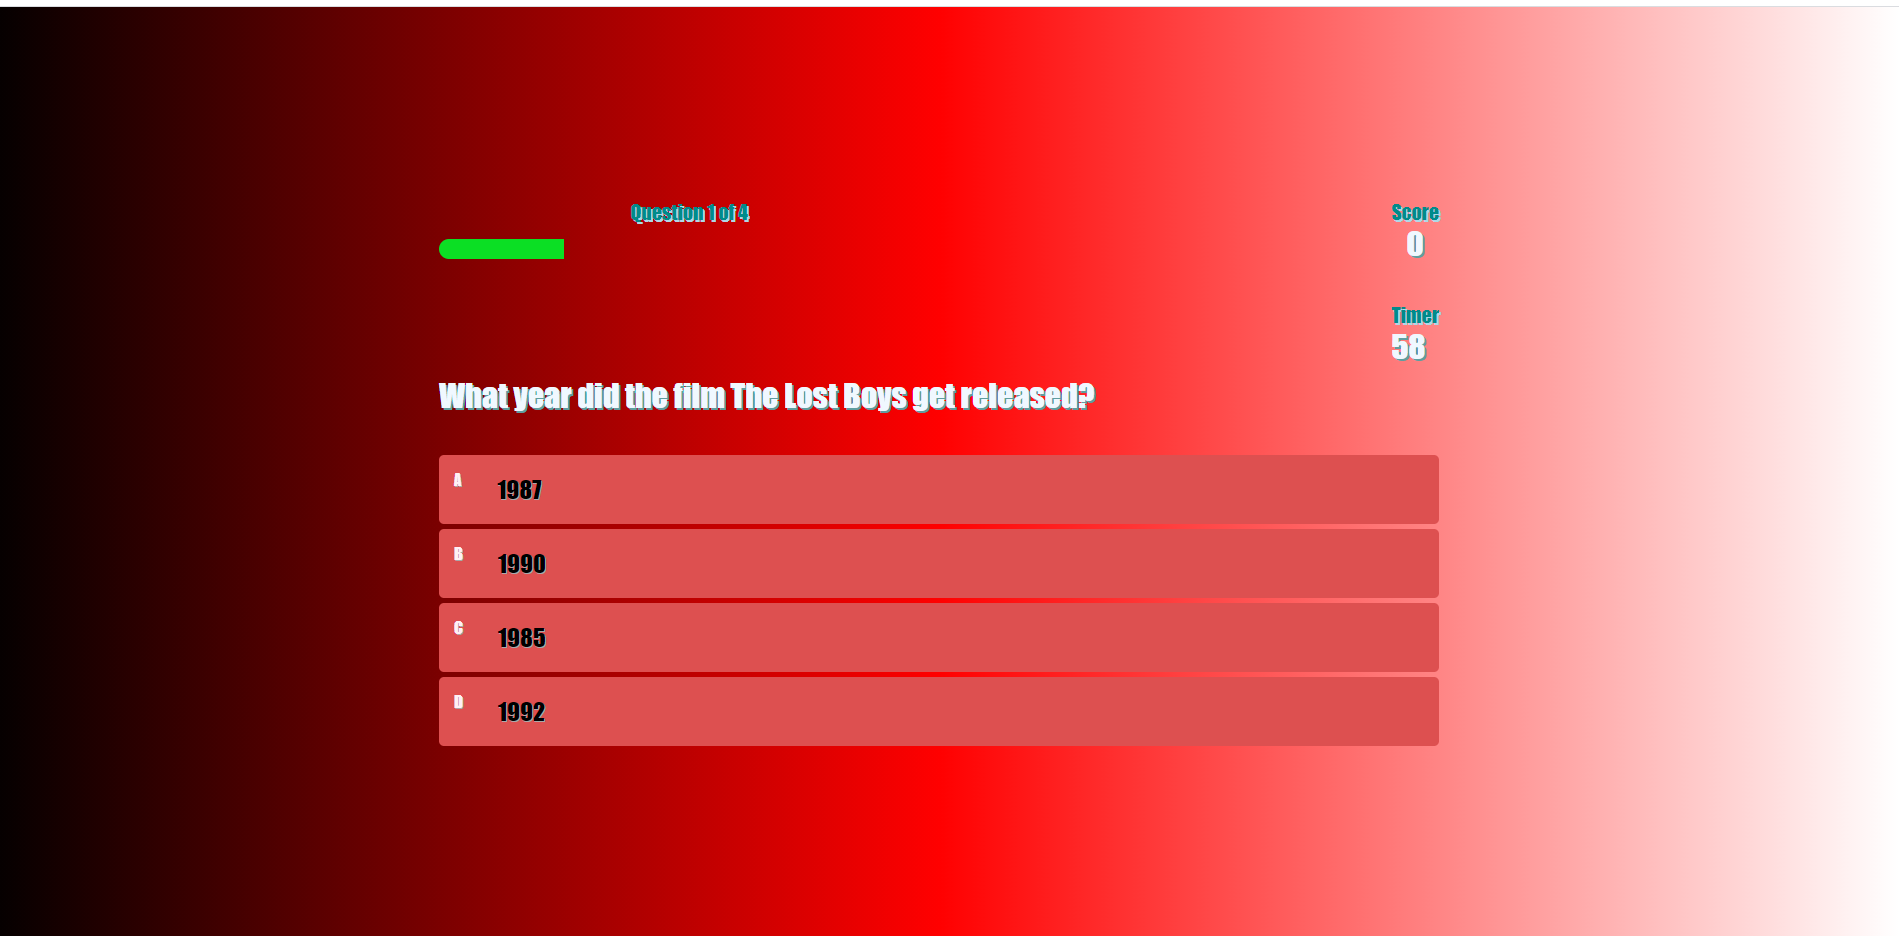 Question 1 of 4
Score
0
Timer
58
What year did the film The Lost Boys get released?
A 1987
B 1990
C 1985
D 1992